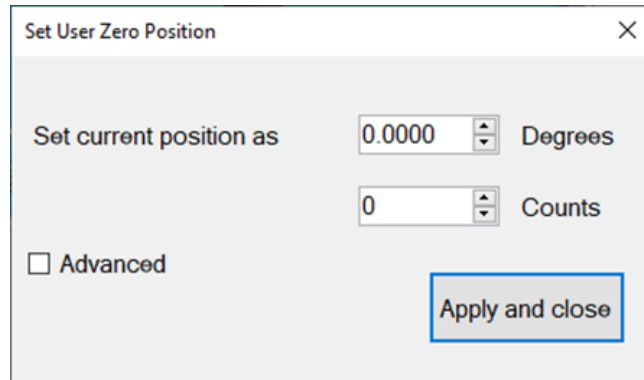 Set User Zero Position
Set current position as 0.0000 Degrees
0 Counts
Advanced
Apply and close